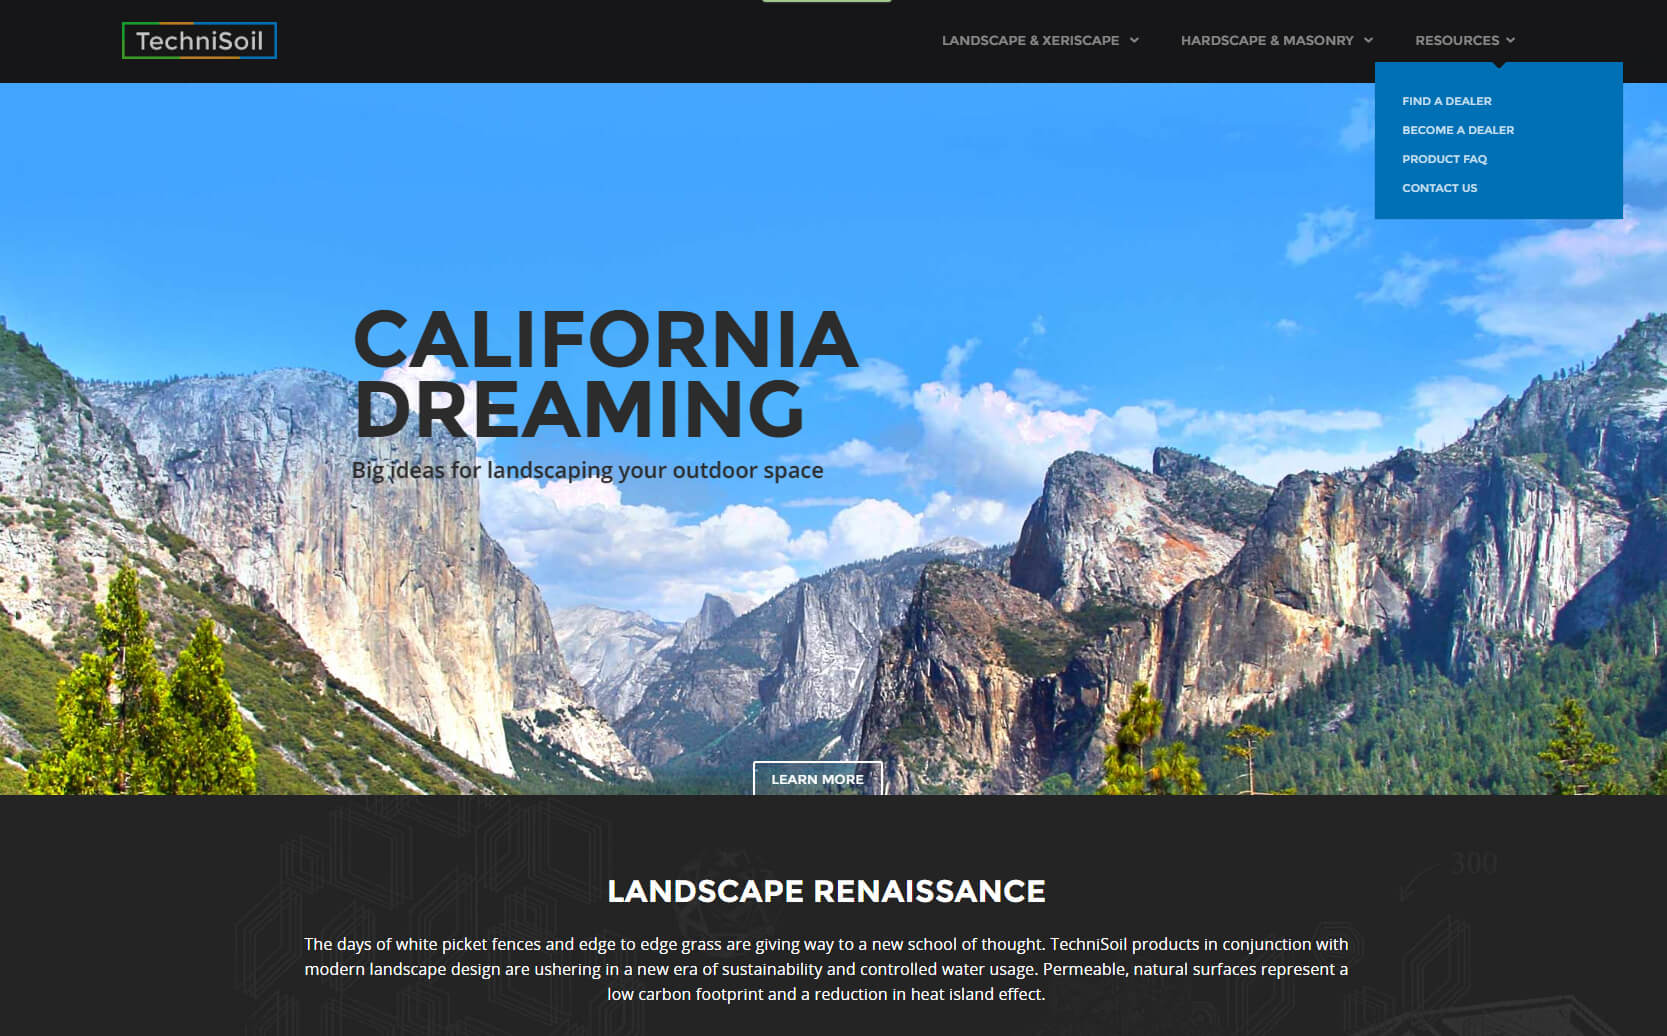 TechniSoil
LANDSCAPE & XERISCAPE
HARDSCAPE & MASONRY
RESOURCES
FIND A DEALER
BECOME A DEALER
PRODUCT FAQ
CONTACT US
CALIFORNIA
DREAMING
Big ideas for landscaping your outdoor space
LEARN MORE
300
LANDSCAPE RENAISSANCE
The days of white picket fences and edge to edge grass are giving way to a new school of thought. TechniSoil products in conjunction with
modern landscape design are ushering in a new era of sustainability and controlled water usage. Permeable, natural surfaces represent a
low carbon footprint and a reduction in heat island effect.